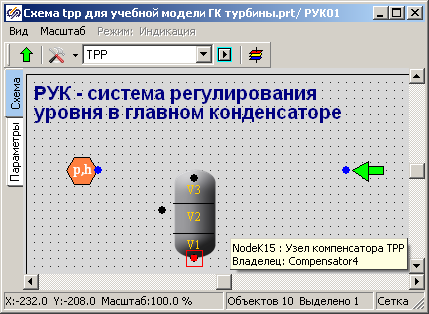 Схема tpp для учебной модели ГК турбины.prt/ РУК01
Вид Масштаб Режим: Индикация
TPP
Схема
Параметры
РУК - система регулирования
уровня в главном конденсаторе
p,h
V3
V2
V1
NodeK15 : Узел компенсатора TPP
Владелец: Compensator4
X:-232.0 Y:-208.0 Масштаб:100.0 % Объектов 10 Выделено 1 Сетка